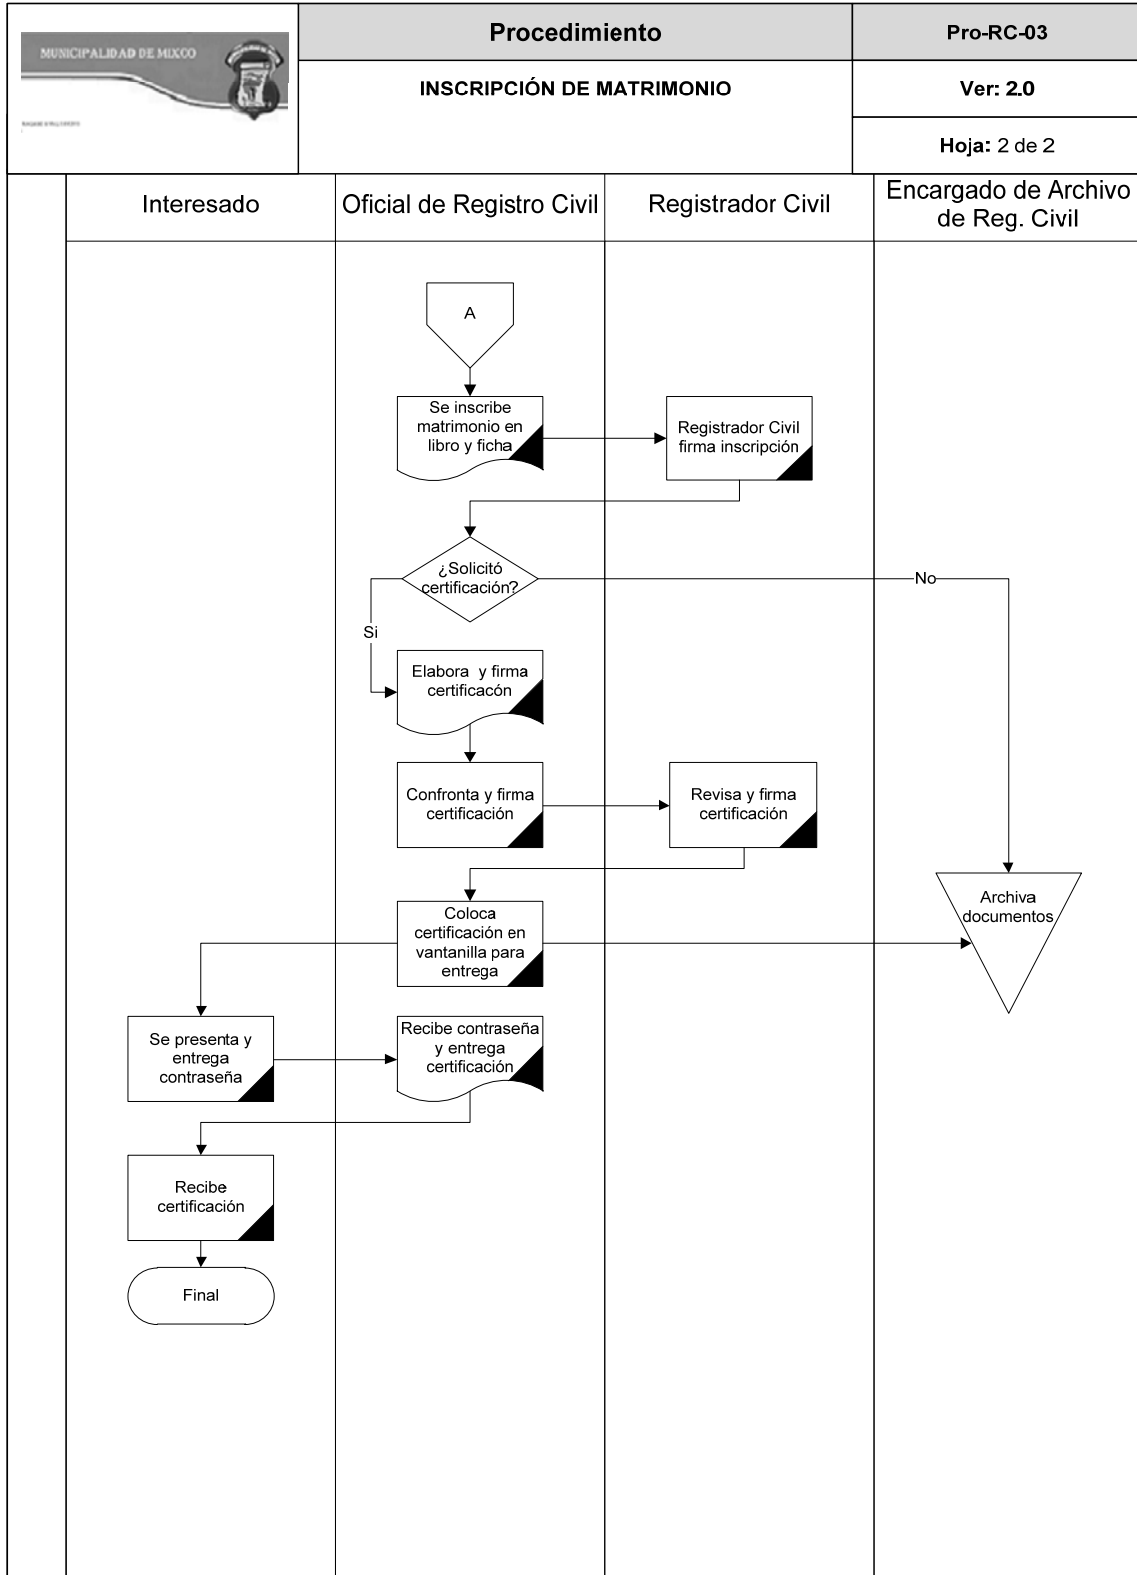 MUNICIPALIDAD DE MIXCO
Procedimiento
Pro-RC-03
INSCRIPCIÓN DE MATRIMONIO
Ver: 2.0
Hoja: 2 de 2
Interesado
Oficial de Registro Civil
Registrador Civil
Encargado de Archivo
de Reg. Civil
A
Se inscribe
matrimonio en
libro y ficha
Registrador Civil
firma inscripción
¿Solicitó
certificación?
No
Si
Elabora y firma
certificacón
Confronta y firma
certificación
Revisa y firma
certificación
Archiva
documentos
Coloca
certificación en
vantanilla para
entrega
Se presenta y
entrega
contraseña
Recibe contraseña
y entrega
certificación
Recibe
certificación
Final